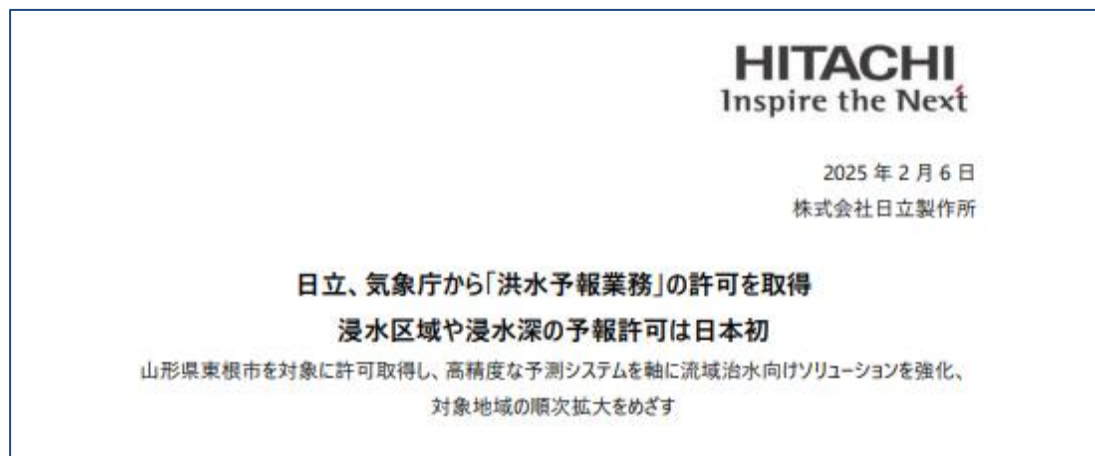 HITACHI
Inspire the Next
2025 年 2 月 6 日
株式会社日立製作所
日立、気象庁から「洪水予報業務」の許可を取得
浸水区域や浸水深の予報許可は日本初
山形県東根市を対象に許可取得し、高精度な予測システムを軸に流域治水向けソリューションを強化、
対象地域の順次拡大をめざす